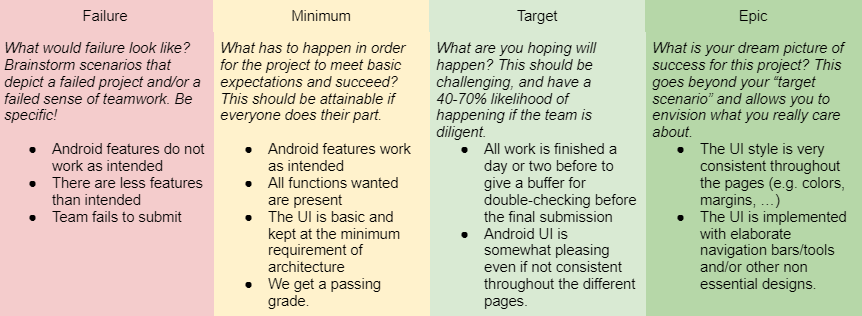 Failure
What would failure look like?
Brainstorm scenarios that
depict a failed project and/or a
failed sense of teamwork. Be
specific!
● Android features do not
work as intended
● There are less features
than intended
● Team fails to submit
Minimum
What has to happen in order
for the project to meet basic
expectations and succeed?
This should be attainable if
everyone does their part.
● Android features work
as intended
● All functions wanted
are present
● The UI is basic and
kept at the minimum
requirement of
architecture
● We get a passing
grade.
Target
What are you hoping will
happen? This should be
challenging, and have a
40-70% likelihood of
happening if the team is
diligent.
● All work is finished a
day or two before to
give a buffer for
double-checking before
the final submission
● Android UI is
somewhat pleasing
even if not consistent
throughout the different
pages.
Epic
What is your dream picture of
success for this project? This
goes beyond your “target
scenario” and allows you to
envision what you really care
about.
● The UI style is very
consistent throughout
the pages (e.g. colors,
margins, …)
● The UI is implemented
with elaborate
navigation bars/tools
and/or other non
essential designs.